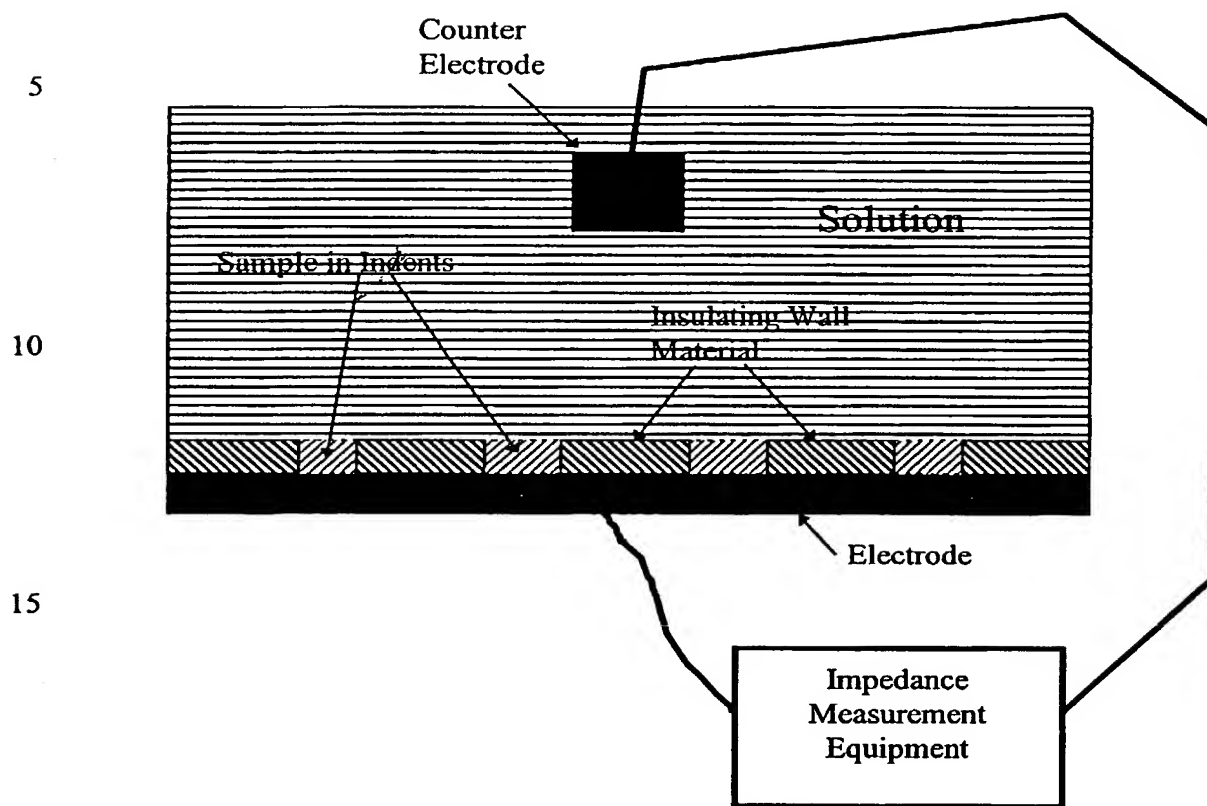 Counter
Electrode
5
Solution
Sample in Indents
Insulating Wall
Material
10
Electrode
15
Impedance
Measurement
Equipment